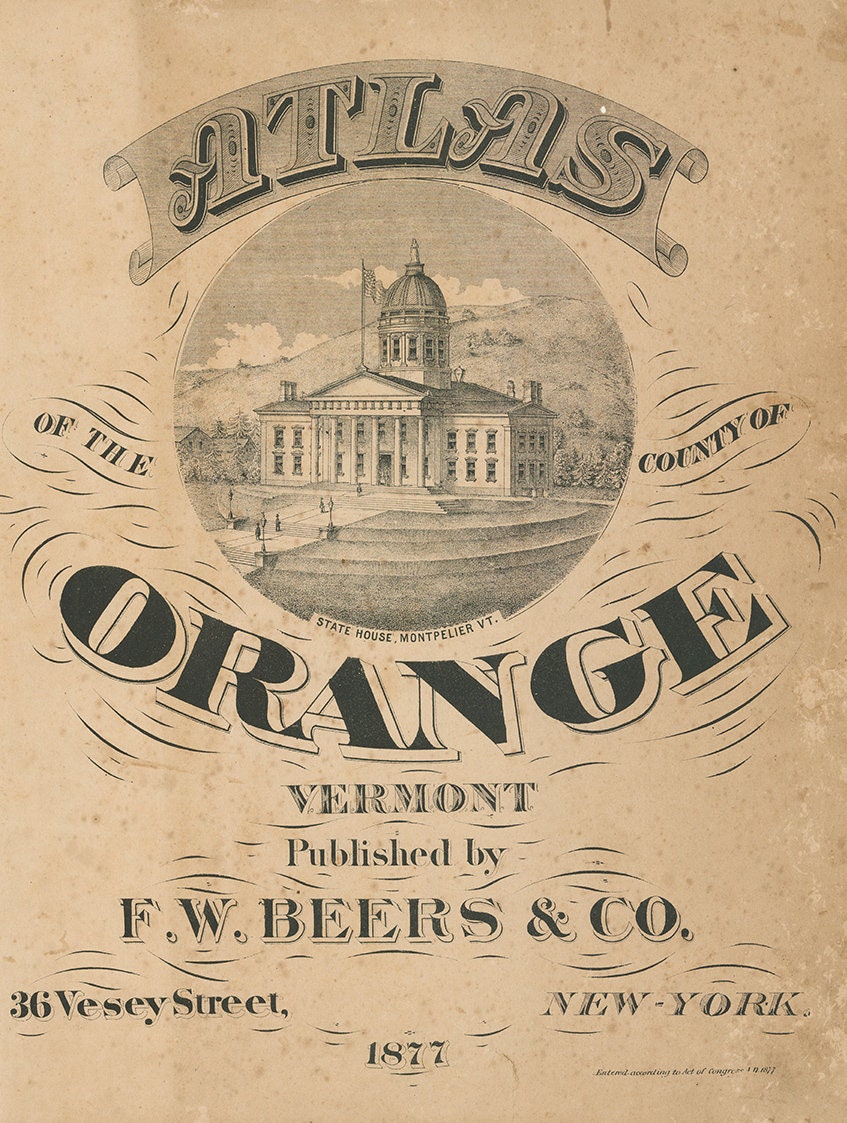 ATLAS
OF THE
COUNTY OF
STATE HOUSE, MONTPELIER VT.
ORANGE
VERMONT
Published by
F.W. BEERS & CO.
36 Vesey Street,
NEW-YORK.
1877
Entered according to Act of Congress A.D. 1877